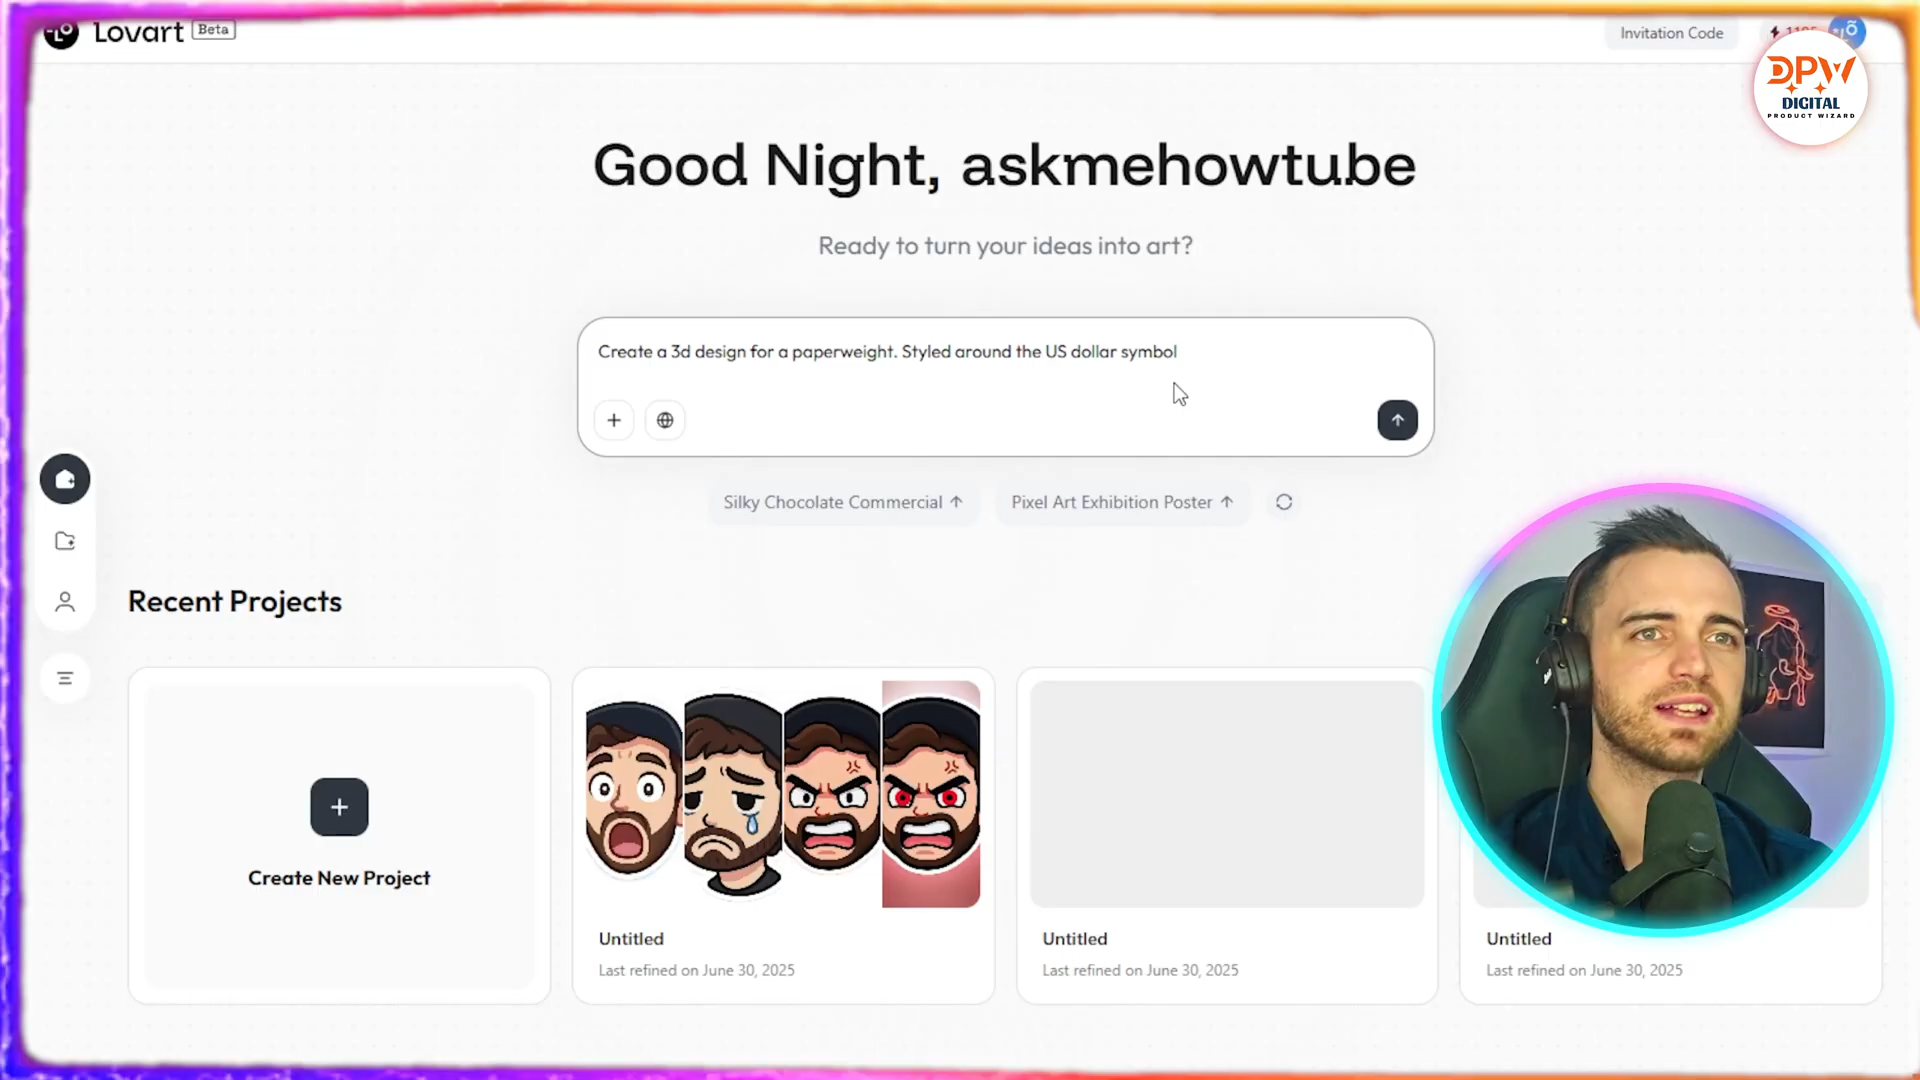 Lovart Beta
Invitation Code
DPW
DIGITAL
PRODUCT WIZARD
Good Night, askmehowtube
Ready to turn your ideas into art?
Create a 3d design for a paperweight. Styled around the US dollar symbol
Silky Chocolate Commercial
Pixel Art Exhibition Poster
Recent Projects
Create New Project
Untitled
Last refined on June 30, 2025
Untitled
Last refined on June 30, 2025
Untitled
Last refined on June 30, 2025